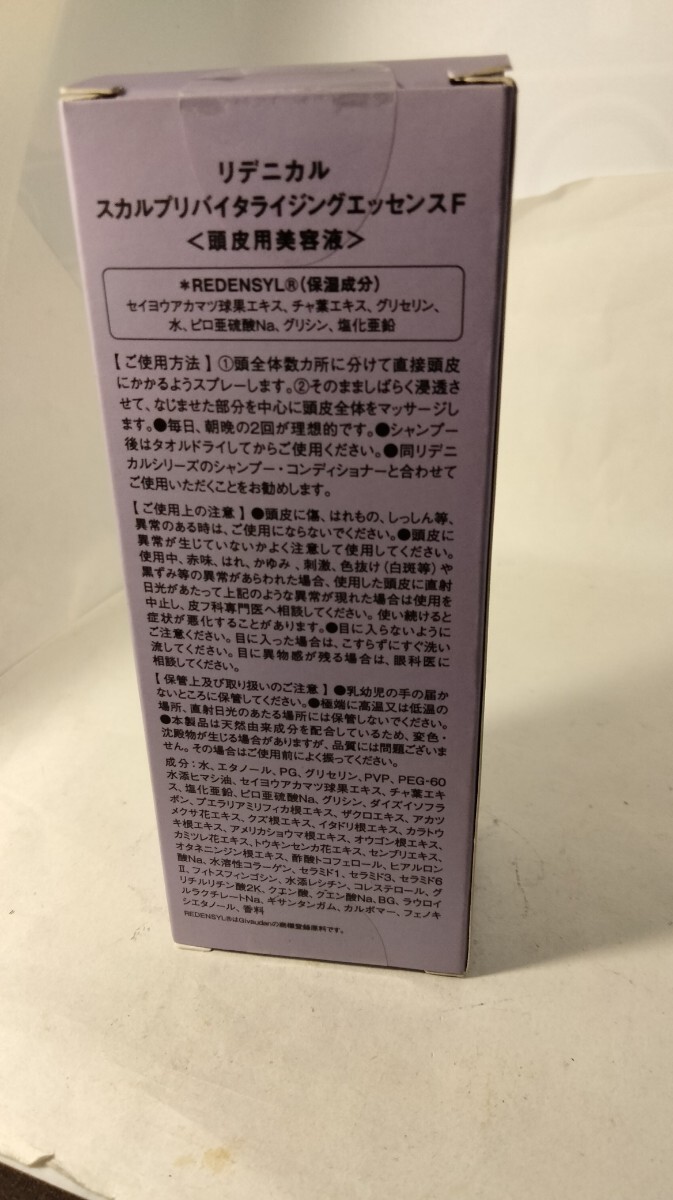 リデニカル
スカルプリバイタライジングエッセンスF
＜頭皮用美容液＞
＊REDENSYL®(保湿成分)
セイヨウアカマツ球果エキス、チャ葉エキス、グリセリン、
水、ピロ亜硫酸Na、グリシン、塩化亜鉛
【ご使用方法】①頭全体数カ所に分けて直接頭皮
にかかるようスプレーします。②そのまましばらく浸透さ
せて、なじませた部分を中心に頭皮全体をマッサージし
ます。●毎日、朝晩の2回が理想的です。●シャンプー
後はタオルドライしてからご使用ください。●同リデニ
カルシリーズのシャンプー・コンディショナーと合わせて
ご使用いただくことをお勧めします。
【ご使用上の注意】●頭皮に傷、はれもの、しっしん等、
異常のある時は、ご使用にならないでください。●頭皮に
異常が生じていないかよく注意して使用してください。
使用中、赤味、はれ、かゆみ、刺激、色抜け(白斑等)や
黒ずみ等の異常があらわれた場合、使用した頭皮に直射
日光があたって上記のような異常が現れた場合は使用を
中止し、皮フ科専門医へ相談してください。使い続けると
症状が悪化することがあります。●目に入らないように
ご注意ください。目に入った場合は、こすらずにすぐ洗い
流してください。目に異物感が残る場合は、眼科医に
相談してください。
【保管上及び取り扱いのご注意】●乳幼児の手の届か
ないところに保管してください。●極端に高温又は低温の
場所、直射日光のあたる場所には保管しないでください。
●本製品は天然由来成分を配合しているため、変色・
沈殿物が生じる場合がありますが、品質には問題ございま
せん。その場合はご使用前によく振ってください。
成分：水、エタノール、PG、グリセリン、PVP、PEG-60
水添ヒマシ油、セイヨウアカマツ球果エキス、チャ葉エキ
ス、塩化亜鉛、ピロ亜硫酸Na、グリシン、ダイズイソフラ
ボン、プエラリアミリフィカ根エキス、ザクロエキス、アカツ
メクサ花エキス、クズ根エキス、イタドリ根エキス、カラトウ
キ根エキス、アメリカショウマ根エキス、オウゴン根エキス、
カミツレ花エキス、トウキンセンカ花エキス、センブリエキス、
オタネニンジン根エキス、酢酸トコフェロール、ヒアルロン
酸Na、水溶性コラーゲン、セラミド1、セラミド3、セラミド6
Ⅱ、フィトスフィンゴシン、水添レシチン、コレステロール、グ
リチルリチン酸2K、クエン酸、クエン酸Na、BG、ラウロイ
ルラクチレートNa、キサンタンガム、カルボマー、フェノキ
シエタノール、香料
REDENSYL®はGivaudanの商標登録原料です。